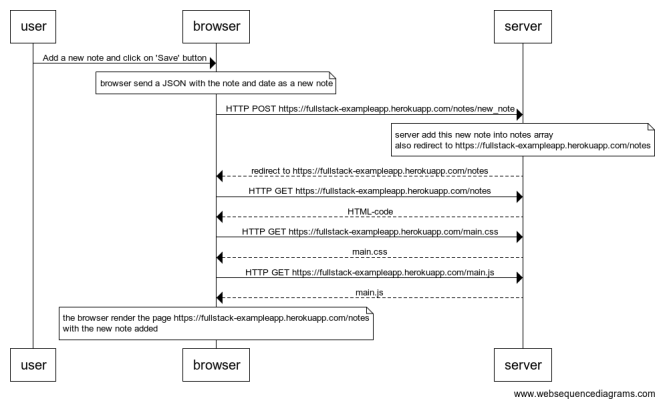 user
browser
server
Add a new note and click on 'Save' button
browser send a JSON with the note and date as a new note
HTTP POST https://fullstack-exampleapp.herokuapp.com/notes/new_note
server add this new note into notes array
also redirect to https://fullstack-exampleapp.herokuapp.com/notes
redirect to https://fullstack-exampleapp.herokuapp.com/notes
HTTP GET https://fullstack-exampleapp.herokuapp.com/notes
HTML-code
HTTP GET https://fullstack-exampleapp.herokuapp.com/main.css
main.css
HTTP GET https://fullstack-exampleapp.herokuapp.com/main.js
main.js
the browser render the page https://fullstack-exampleapp.herokuapp.com/notes
with the new note added
user
browser
server
www.websequencediagrams.com